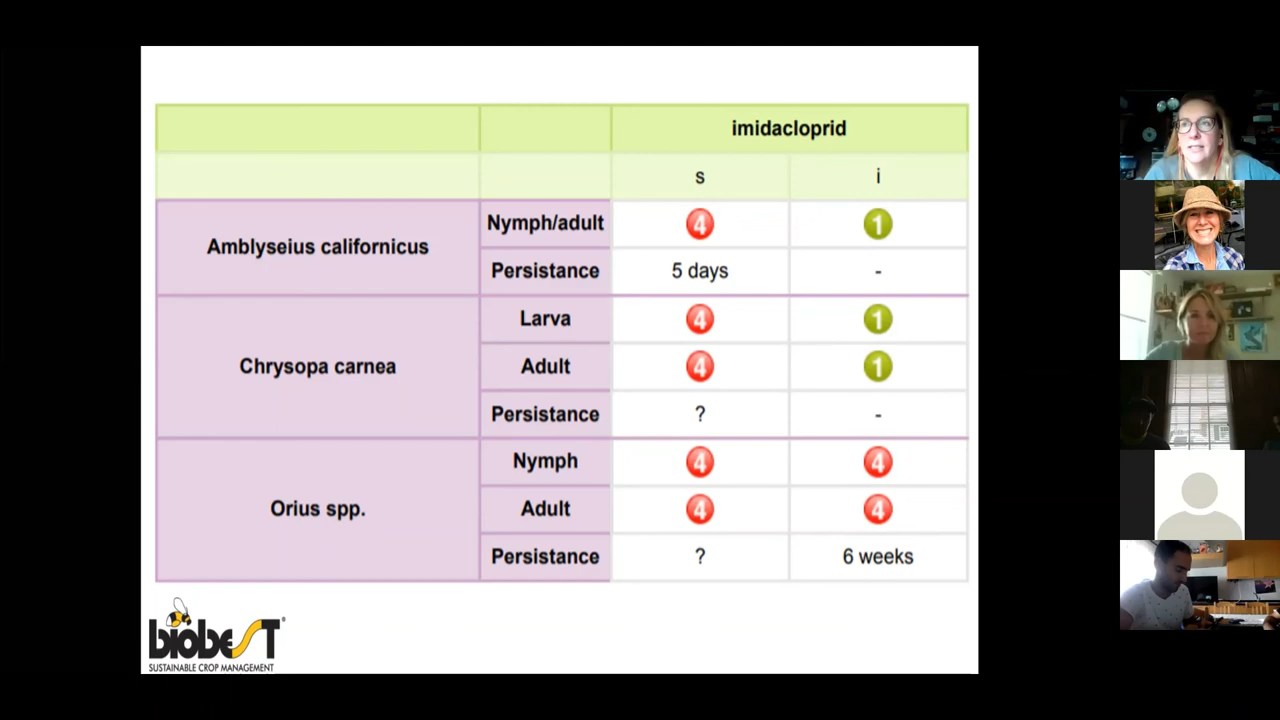 imidacloprid
s i
Amblyseius californicus
Nymph/adult 4 1
Persistance 5 days -
Chrysopa carnea
Larva 4 1
Adult 4 1
Persistance ? -
Orius spp.
Nymph 4 4
Adult 4 4
Persistance ? 6 weeks
biobest®
SUSTAINABLE CROP MANAGEMENT